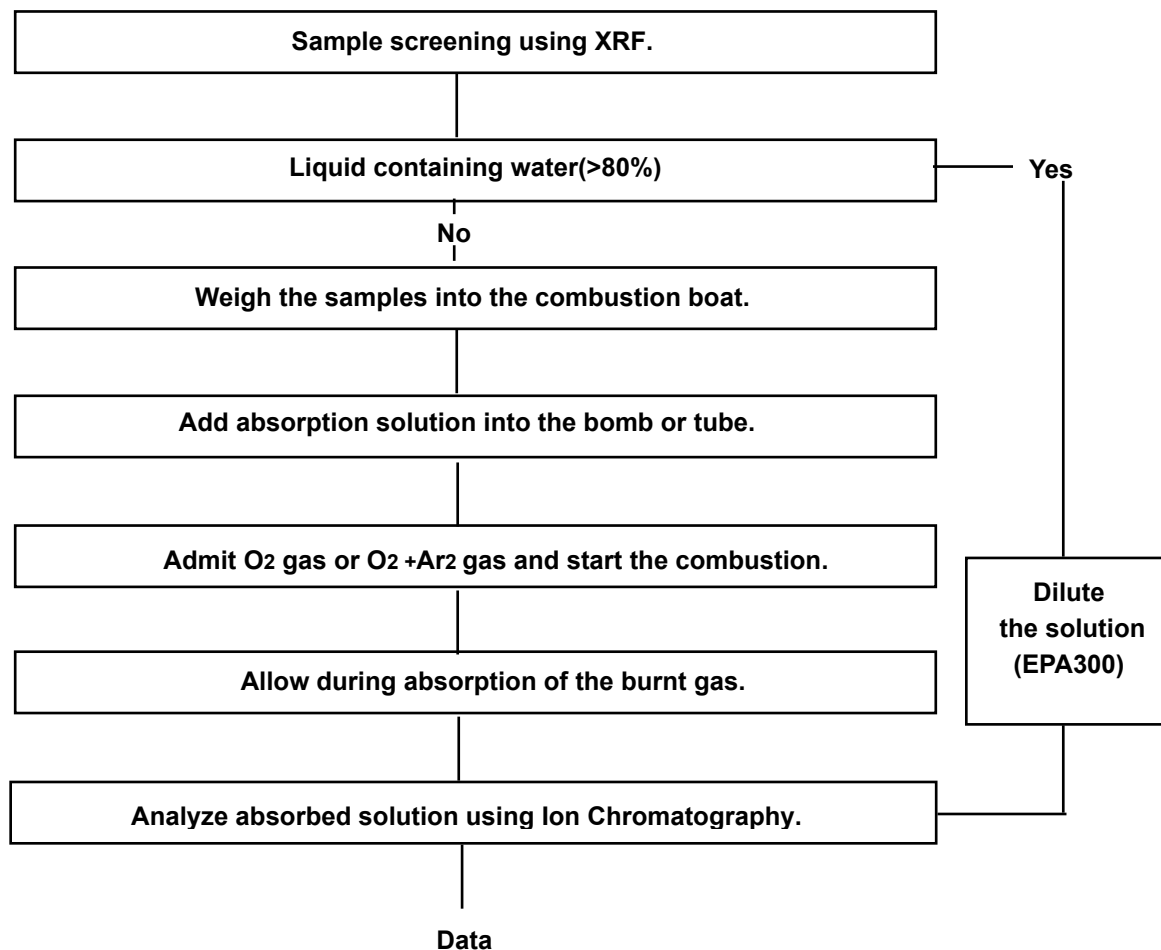 Sample screening using XRF.
Liquid containing water(>80%)
Yes
No
Weigh the samples into the combustion boat.
Add absorption solution into the bomb or tube.
Admit O2 gas or O2 +Ar2 gas and start the combustion.
Dilute
the solution
(EPA300)
Allow during absorption of the burnt gas.
Analyze absorbed solution using Ion Chromatography.
Data